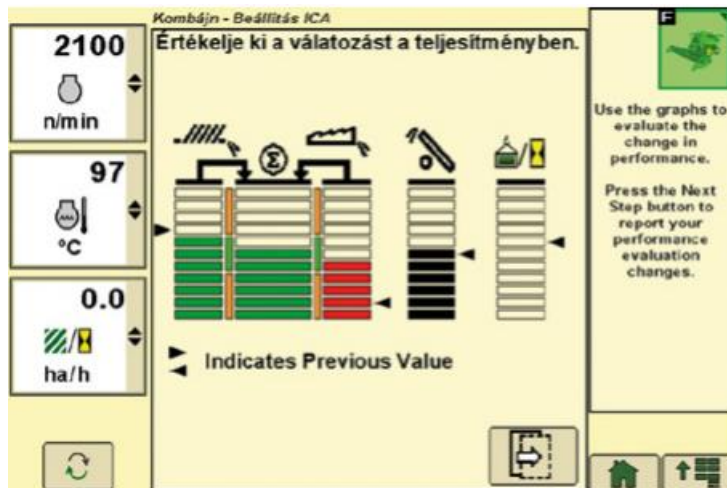 Kombájn - Beállítás ICA
2100
n/min
97
°C
0.0
ha/h
Értékelje ki a válatozást a teljesítményben.
Σ
Indicates Previous Value
F
Use the graphs to
evaluate the
change in
performance.
Press the Next
Step button to
report your
performance
evaluation
changes.